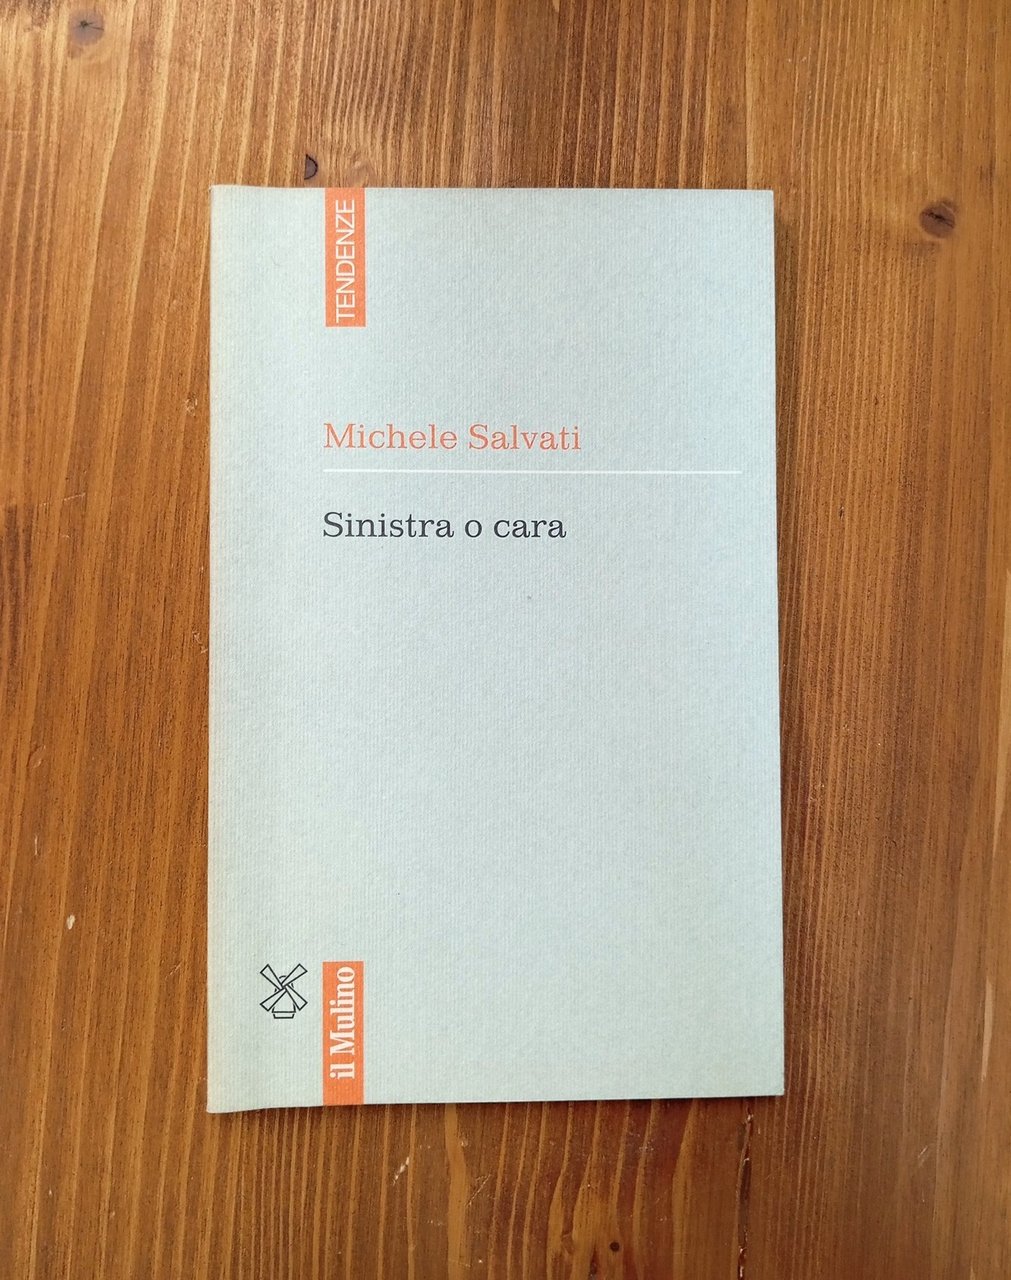 TENDENZE
Michele Salvati
Sinistra o cara
il Mulino